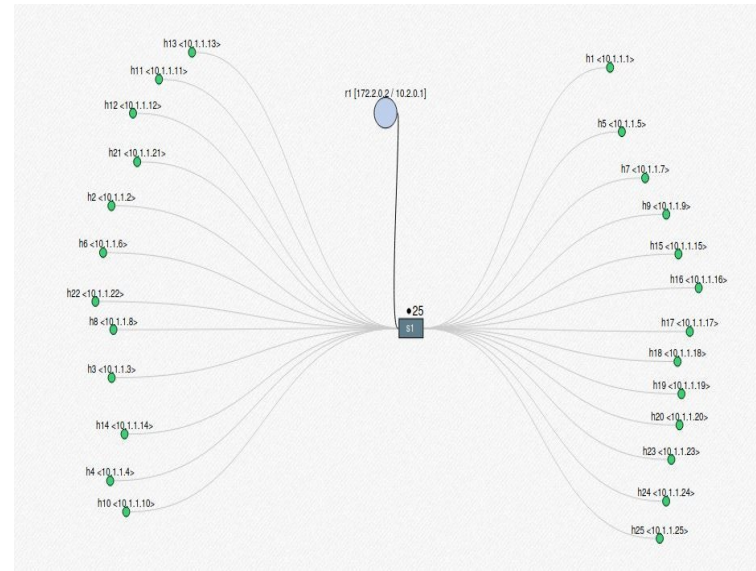 h13 <10.1.1.13>
h11 <10.1.1.11>
h12 <10.1.1.12>
h21 <10.1.1.21>
h2 <10.1.1.2>
h6 <10.1.1.6>
h22 <10.1.1.22>
h8 <10.1.1.8>
h3 <10.1.1.3>
h14 <10.1.1.14>
h4 <10.1.1.4>
h10 <10.1.1.10>
r1 [172.2.0.2 / 10.2.0.1]
25
s1
h1 <10.1.1.1>
h5 <10.1.1.5>
h7 <10.1.1.7>
h9 <10.1.1.9>
h15 <10.1.1.15>
h16 <10.1.1.16>
h17 <10.1.1.17>
h18 <10.1.1.18>
h19 <10.1.1.19>
h20 <10.1.1.20>
h23 <10.1.1.23>
h24 <10.1.1.24>
h25 <10.1.1.25>